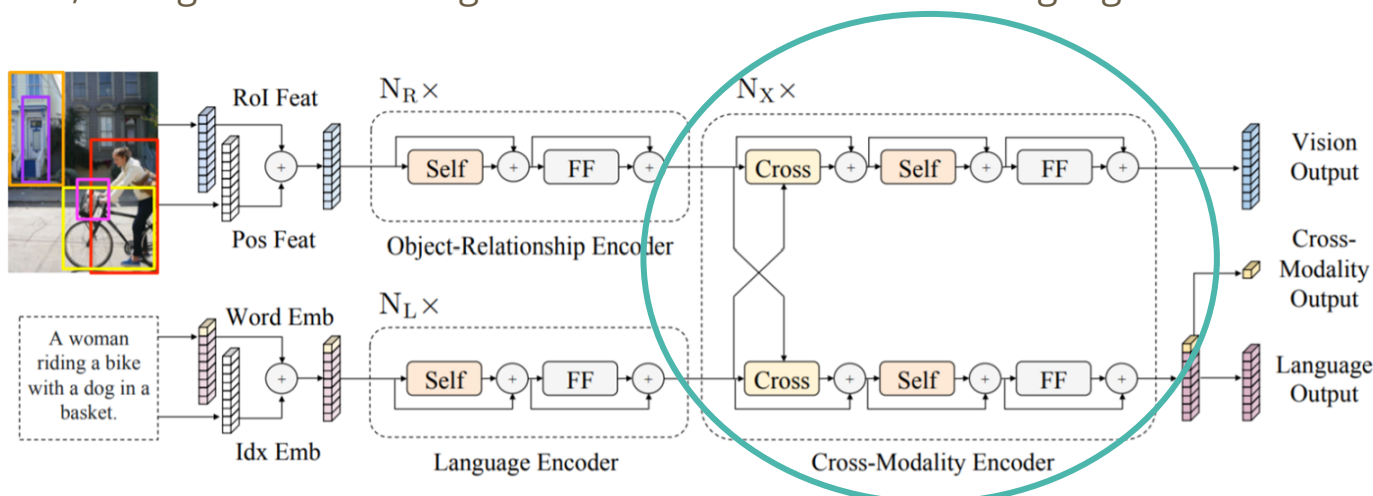 RoI Feat
Pos Feat
N_R ×
Self
+
FF
+
Object-Relationship Encoder
A woman
riding a bike
with a dog in a
basket.
Word Emb
+
Idx Emb
N_L ×
Self
+
FF
+
Language Encoder
N_X ×
Cross
+
Self
+
FF
+
Cross
+
Self
+
FF
+
Cross-Modality Encoder
Vision
Output
Cross-
Modality
Output
Language
Output